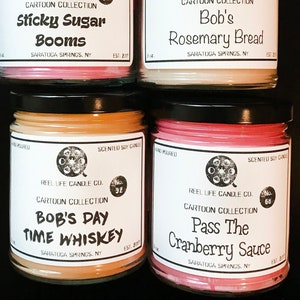 CARTOON COLLECTION
Sticky Sugar
Booms
SARATOGA SPRINGS, NY
CARTOON COLLECTION
Bob's
Rosemary Bread
SARATOGA SPRINGS, NY
SCENTED SOY CANDLE
REEL LIFE CANDLE CO.
CARTOON COLLECTION
BOB'S DAY
TIME WHISKEY
SARATOGA SPRINGS, NY
SCENTED SOY CANDLE
REEL LIFE CANDLE CO.
No.
CARTOON COLLECTION
Pass The
Cranberry Sauce
SARATOGA SPRINGS, NY